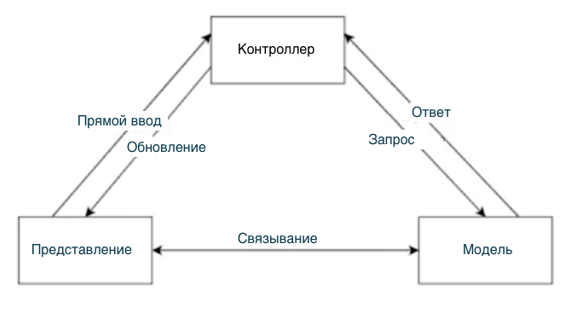 Контроллер
Прямой ввод
Обновление
Ответ
Запрос
Представление
Связывание
Модель